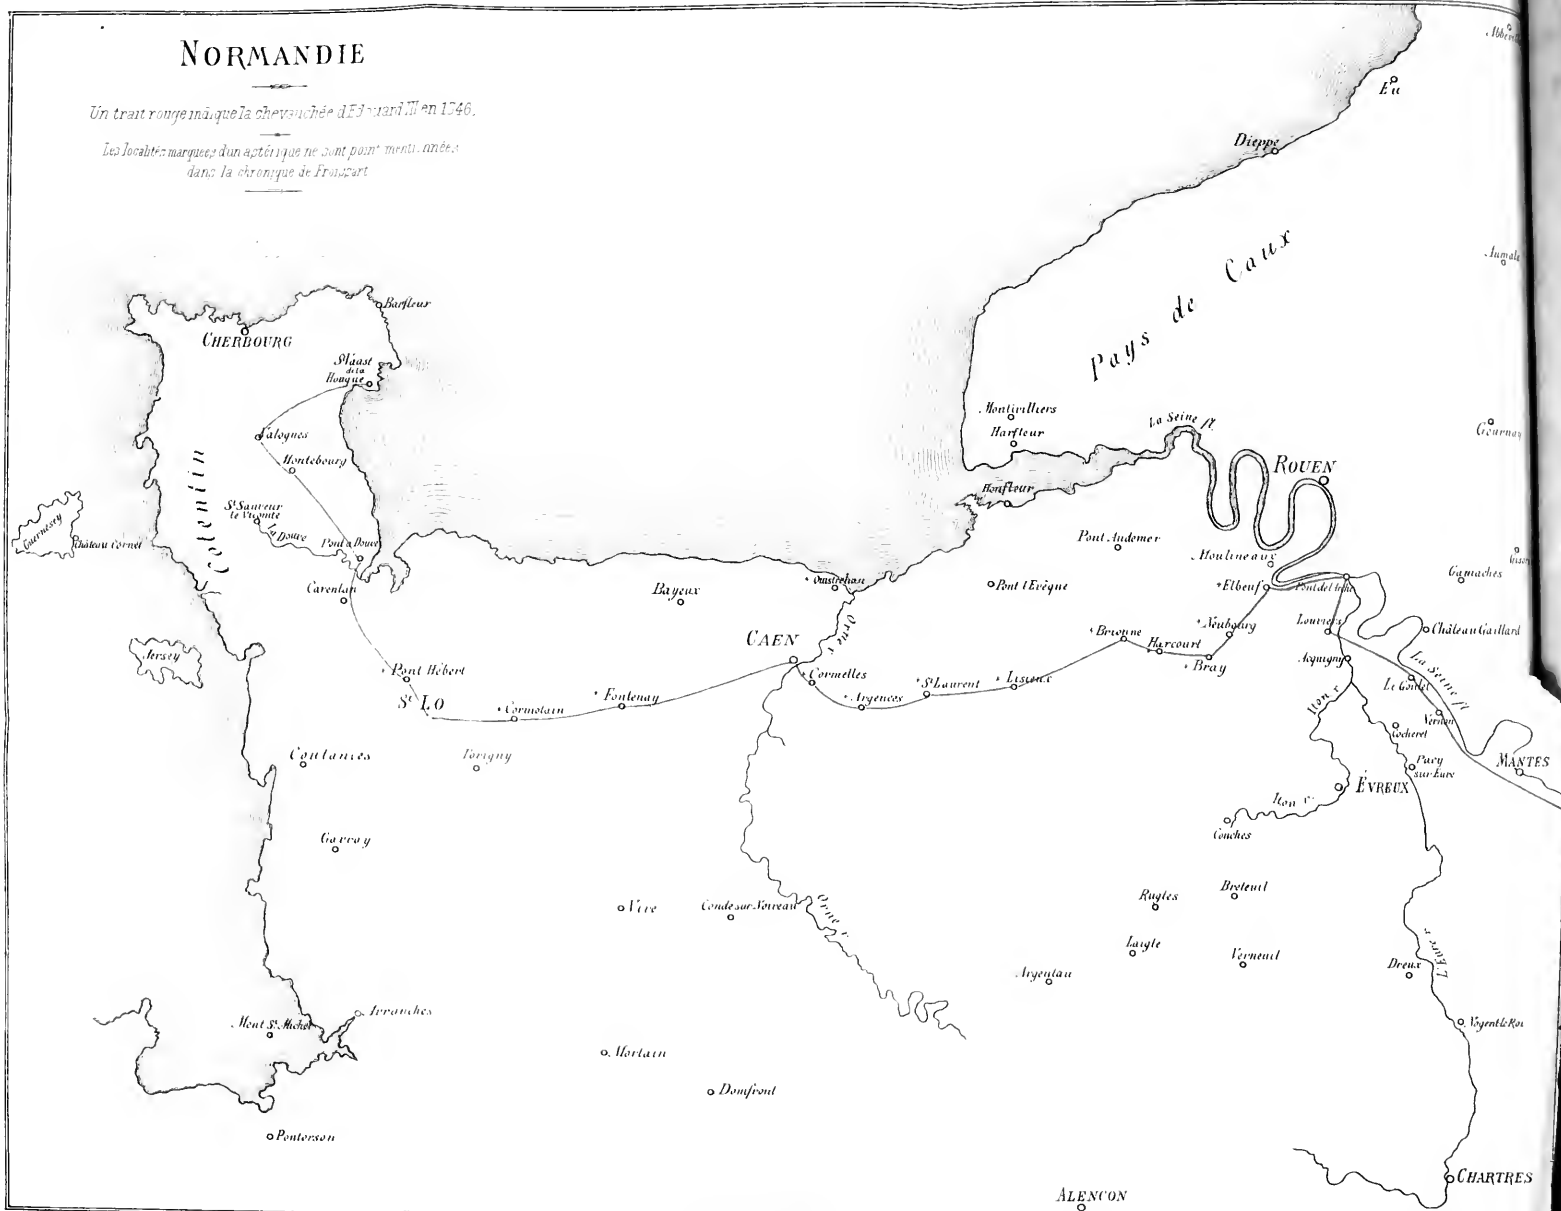 NORMANDIE
Un trait rouge indique la chevauchée d'Edouard III en 1346.
Les localités marquées d'un astérique ne sont point mentionnées
dans la chronique de Froissart
Abbeville
Eu
Dieppe
Aumale
Pays de Caux
Barfleur
CHERBOURG
St Vaast
de la
Hougue
Valognes
Montebourg
Cotentin
St Sauveur
le Vicomte
La Douve
Pont à Douve
Guernesey
Château Cornet
Carentan
Jersey
Pont Hébert
St LO
* Cormolain
* Fontenay
Torigny
Coutances
Gavray
Bayeux
* Ouistreham
Orne r.
CAEN
* Cormelles
* Argences
* St Laurent
* Lisieux
Montivilliers
Harfleur
La Seine fl.
Honfleur
ROUEN
Gournay
Pont Audemer
Pont l'Evêque
* Moulineaux
* Elbeuf
Pont de l'Arche
Gamaches
Gisors
* Brionne
* Harcourt
* Neubourg
* Bray
Louviers
Château Gaillard
Acquigny
La Seine fl.
Le Goulet
Iton r.
Vernon
Cocherel
Pacy
sur-Eure
MANTES
ÉVREUX
Iton r.
Conches
Vire
Condé sur Noireau
Orne r.
Rugles
Breteuil
Laigle
Verneuil
Argentan
L'Eure r.
Dreux
Nogent le Roi
Mont St Michel
Avranches
Mortain
Domfront
Pontorson
ALENCON
CHARTRES